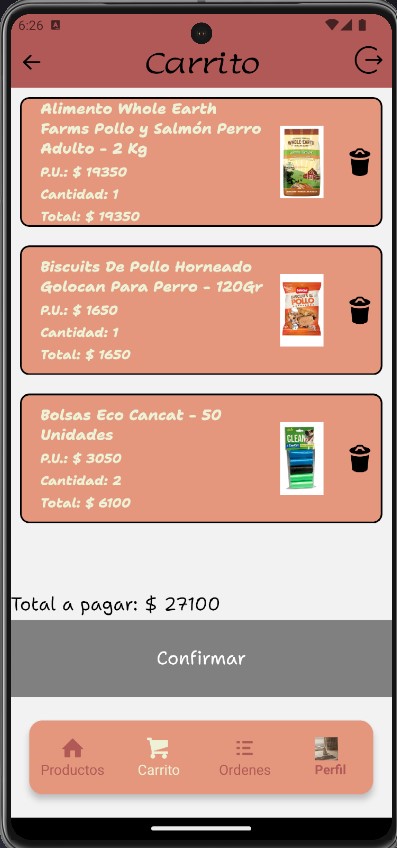 6:26
Carrito
Alimento Whole Earth
Farms Pollo y Salmón Perro
Adulto - 2 Kg
P.U.: $ 19350
Cantidad: 1
Total: $ 19350
Biscuits De Pollo Horneado
Golocan Para Perro - 120Gr
P.U.: $ 1650
Cantidad: 1
Total: $ 1650
Bolsas Eco Cancat - 50
Unidades
P.U.: $ 3050
Cantidad: 2
Total: $ 6100
CLEAN
Total a pagar: $ 27100
Confirmar
Productos
Carrito
Ordenes
Perfil